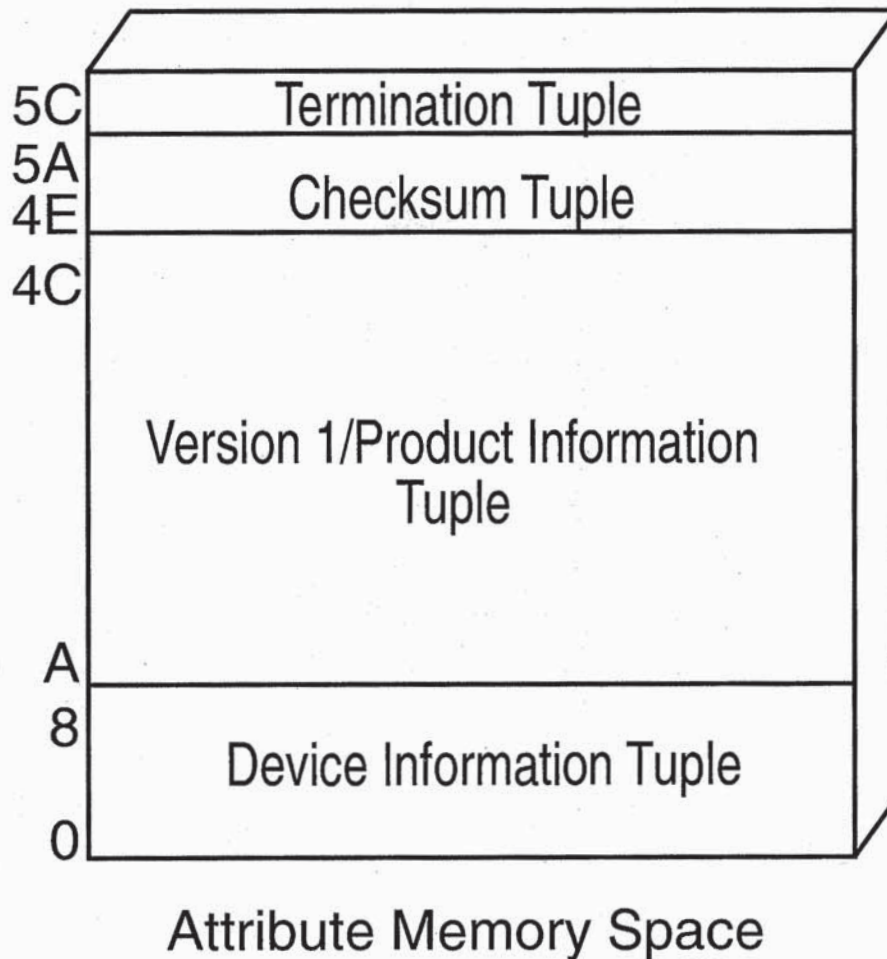 5C Termination Tuple
5A
Checksum Tuple
4E
4C
Version 1/Product Information
Tuple
A
8
Device Information Tuple
0
Attribute Memory Space